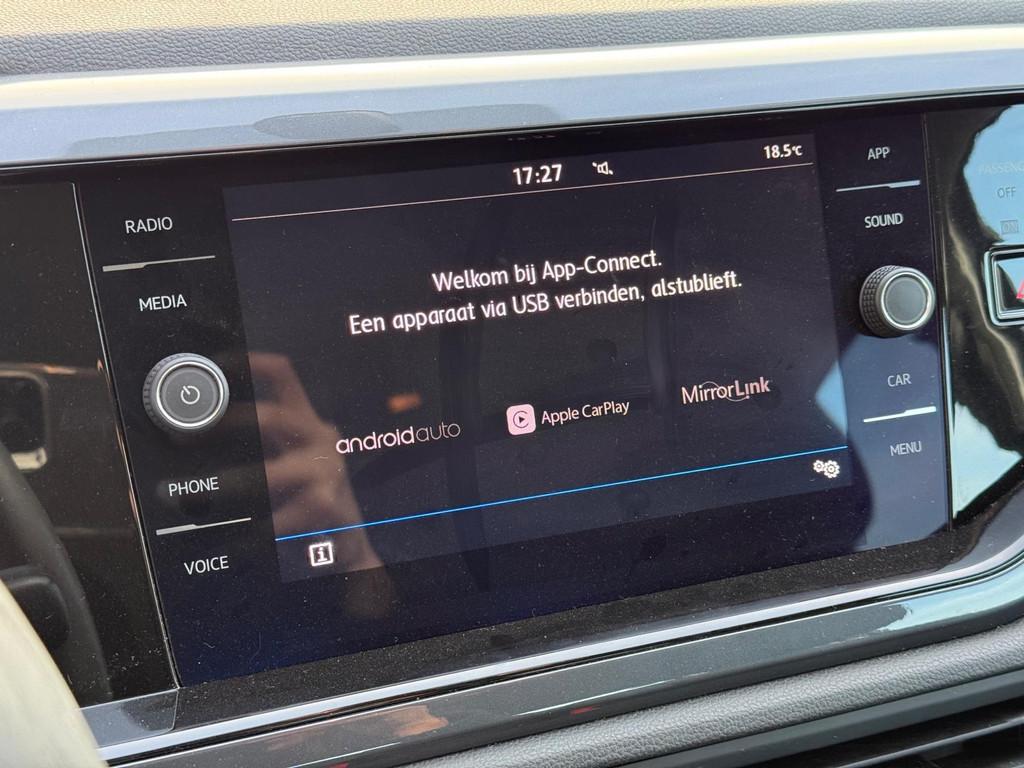 17:27
18.5°C
APP
RADIO
SOUND
MEDIA
Welkom bij App-Connect.
Een apparaat via USB verbinden, alstublieft.
androidauto
Apple CarPlay
MirrorLink
CAR
MENU
PHONE
VOICE
i
OFF